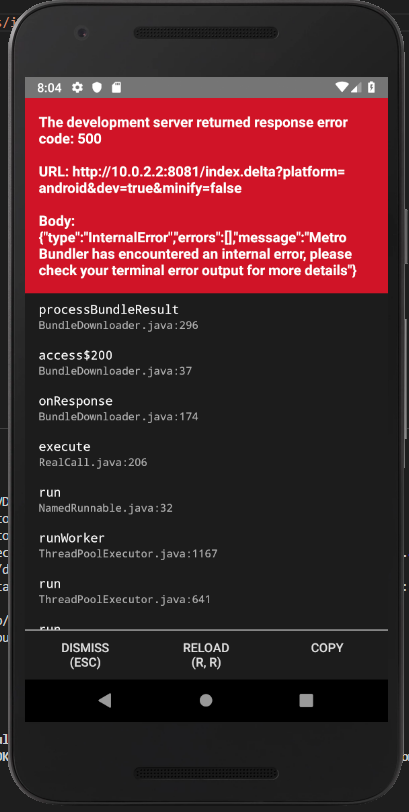 8:04
The development server returned response error
code: 500
URL: http://10.0.2.2:8081/index.delta?platform=
android&dev=true&minify=false
Body:
{"type":"InternalError","errors":[],"message":"Metro
Bundler has encountered an internal error, please
check your terminal error output for more details"}
processBundleResult
BundleDownloader.java:296
access$200
BundleDownloader.java:37
onResponse
BundleDownloader.java:174
execute
RealCall.java:206
run
NamedRunnable.java:32
runWorker
ThreadPoolExecutor.java:1167
run
ThreadPoolExecutor.java:641
run
DISMISS
(ESC)
RELOAD
(R, R)
COPY